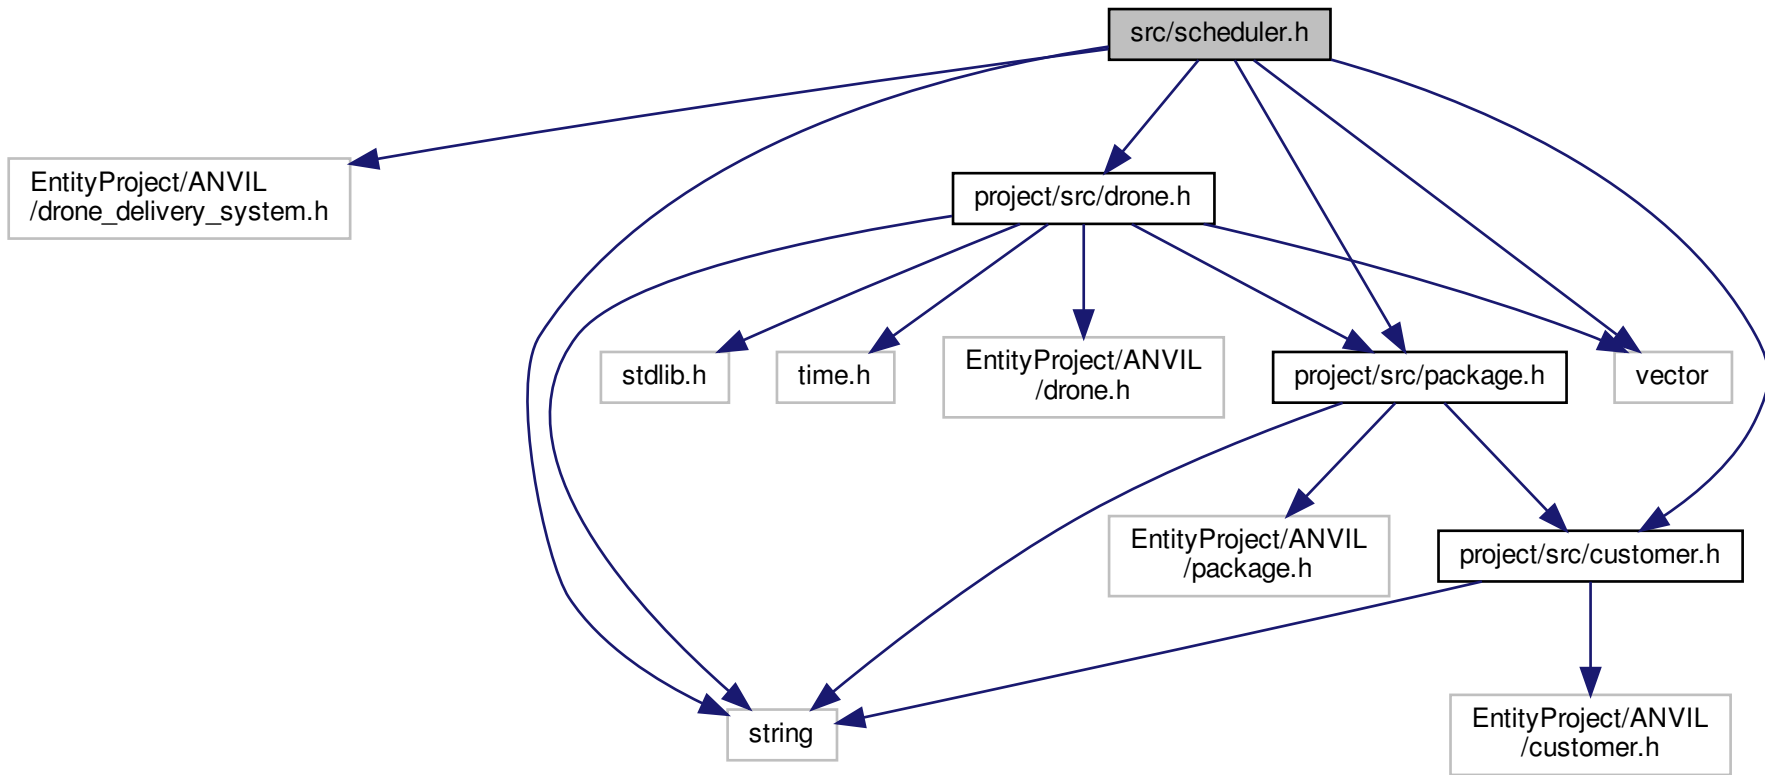 src/scheduler.h
EntityProject/ANVIL
/drone_delivery_system.h
project/src/drone.h
stdlib.h
time.h
EntityProject/ANVIL
/drone.h
project/src/package.h
vector
EntityProject/ANVIL
/package.h
project/src/customer.h
string
EntityProject/ANVIL
/customer.h